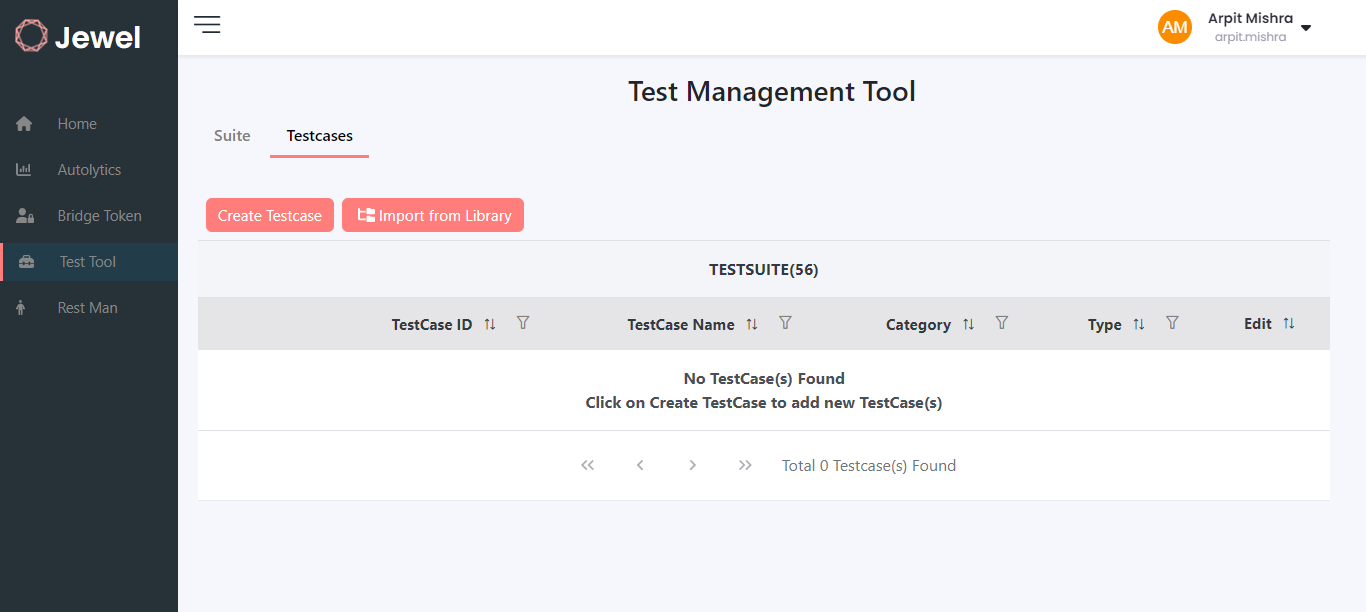 Jewel
AM
Arpit Mishra
arpit.mishra
Home
Autolytics
Bridge Token
Test Tool
Rest Man
Test Management Tool
Suite Testcases
Create Testcase Import from Library
TESTSUITE(56)
TestCase ID TestCase Name Category Type Edit
No TestCase(s) Found
Click on Create TestCase to add new TestCase(s)
Total 0 Testcase(s) Found